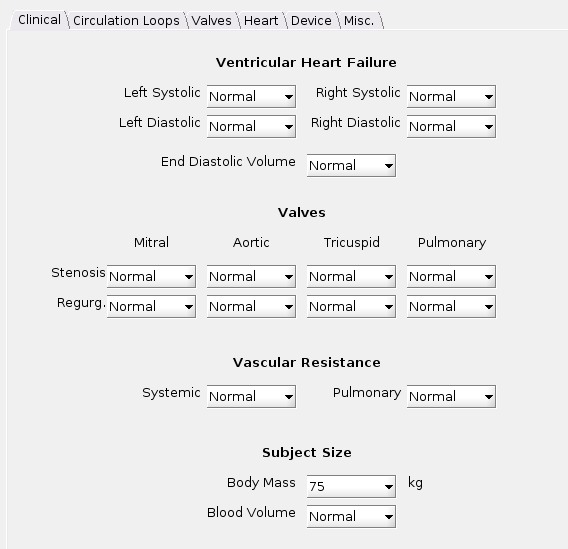 Clinical Circulation Loops Valves Heart Device Misc.
Ventricular Heart Failure
Left Systolic Normal Right Systolic Normal
Left Diastolic Normal Right Diastolic Normal
End Diastolic Volume Normal
Valves
Mitral Aortic Tricuspid Pulmonary
Stenosis Normal Normal Normal Normal
Regurg. Normal Normal Normal Normal
Vascular Resistance
Systemic Normal Pulmonary Normal
Subject Size
Body Mass 75 kg
Blood Volume Normal